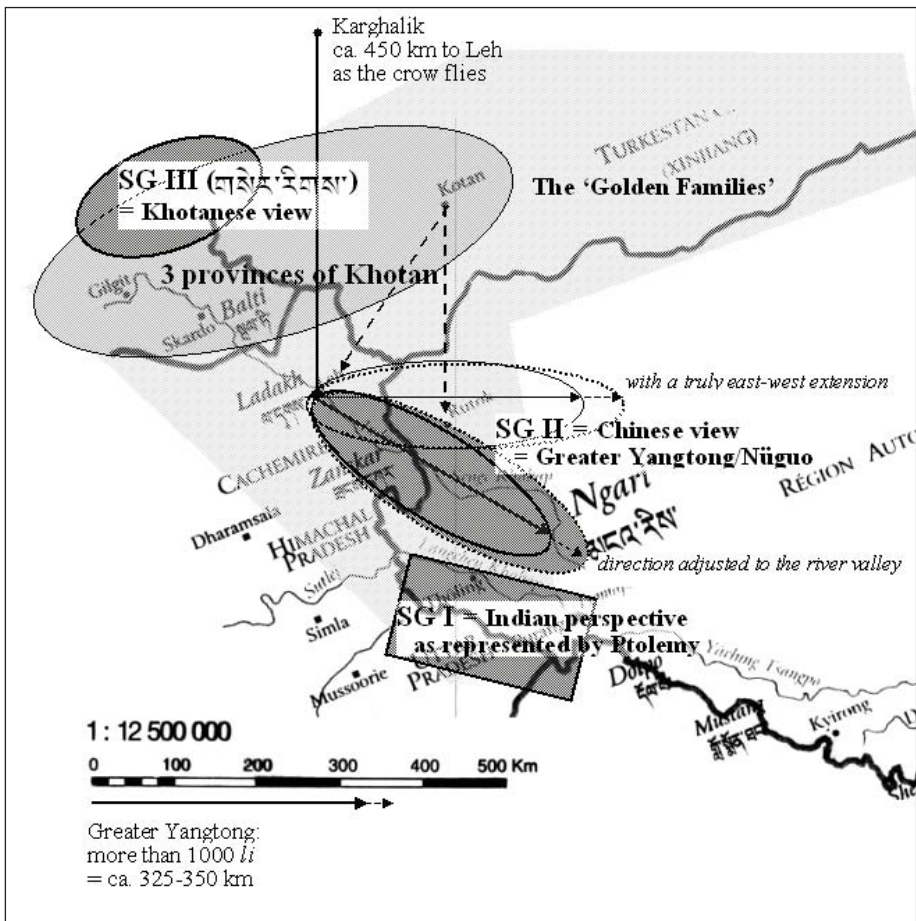 Karghalik
ca. 450 km to Leh
as the crow flies
TURKESTAN
(XINJIANG)
SG III (
= Khotanese view
Kotan
The 'Golden Families'
3 provinces of Khotan
Gilgit
Balti
Skardo
Ladakh
with a truly east-west extension
Rutok
SG II = Chinese view
= Greater Yangtong/Nüguo
CACHEMIRE
Zanskar
Ngari
RÉGION AUTO
Dharamsala
HIMACHAL
PRADESH
direction adjusted to the river valley
Tholing
Sutlej
SG I = Indian perspective
as represented by Ptolemy
Simla
PRADESH
Mussoorie
Dolpo
Mustang
Kyirong
1 : 12 500 000
0 100 200 300 400 500 Km
Greater Yangtong:
more than 1000 li
= ca. 325-350 km